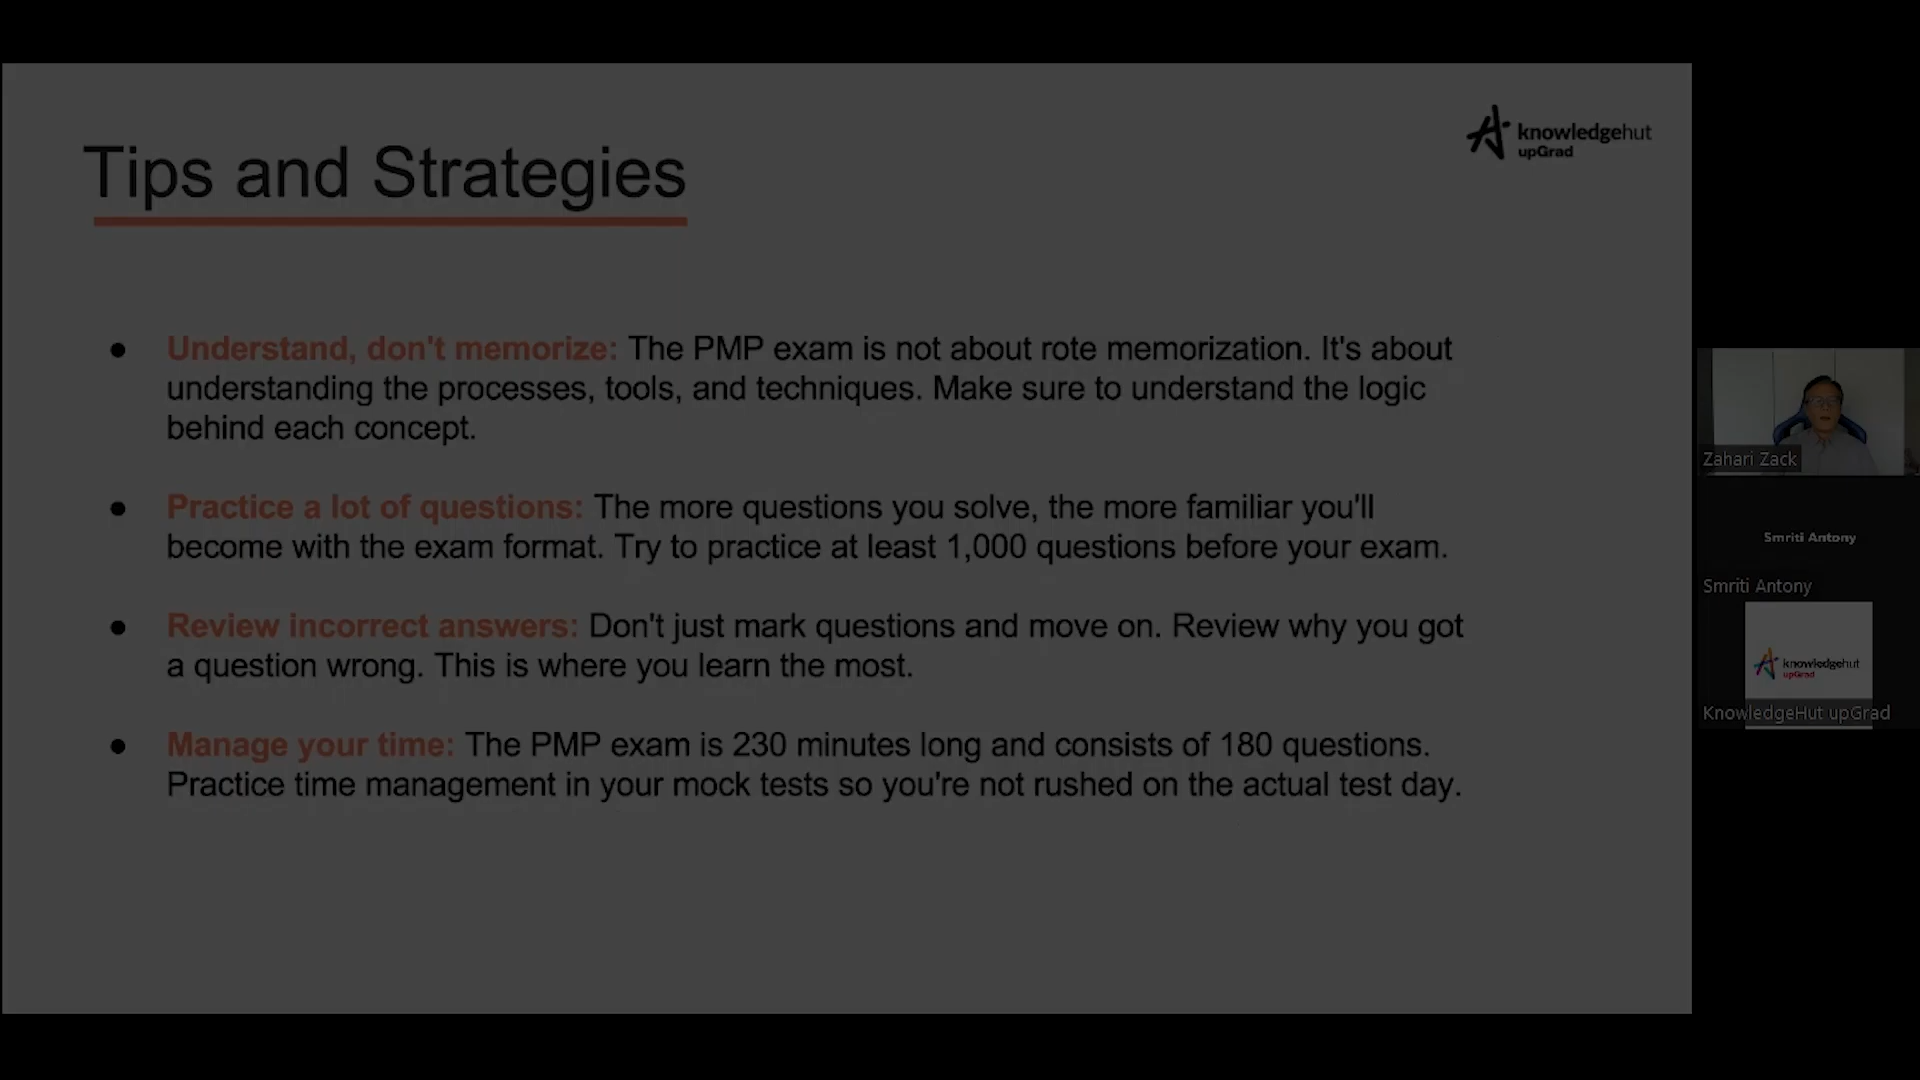 Tips and Strategies
knowledgehut
upGrad
● Understand, don't memorize: The PMP exam is not about rote memorization. It's about
understanding the processes, tools, and techniques. Make sure to understand the logic
behind each concept.
● Practice a lot of questions: The more questions you solve, the more familiar you'll
become with the exam format. Try to practice at least 1,000 questions before your exam.
● Review incorrect answers: Don't just mark questions and move on. Review why you got
a question wrong. This is where you learn the most.
● Manage your time: The PMP exam is 230 minutes long and consists of 180 questions.
Practice time management in your mock tests so you're not rushed on the actual test day.
Zahari Zack
Smriti Antony
Smriti Antony
knowledgehut
upGrad
KnowledgeHut upGrad